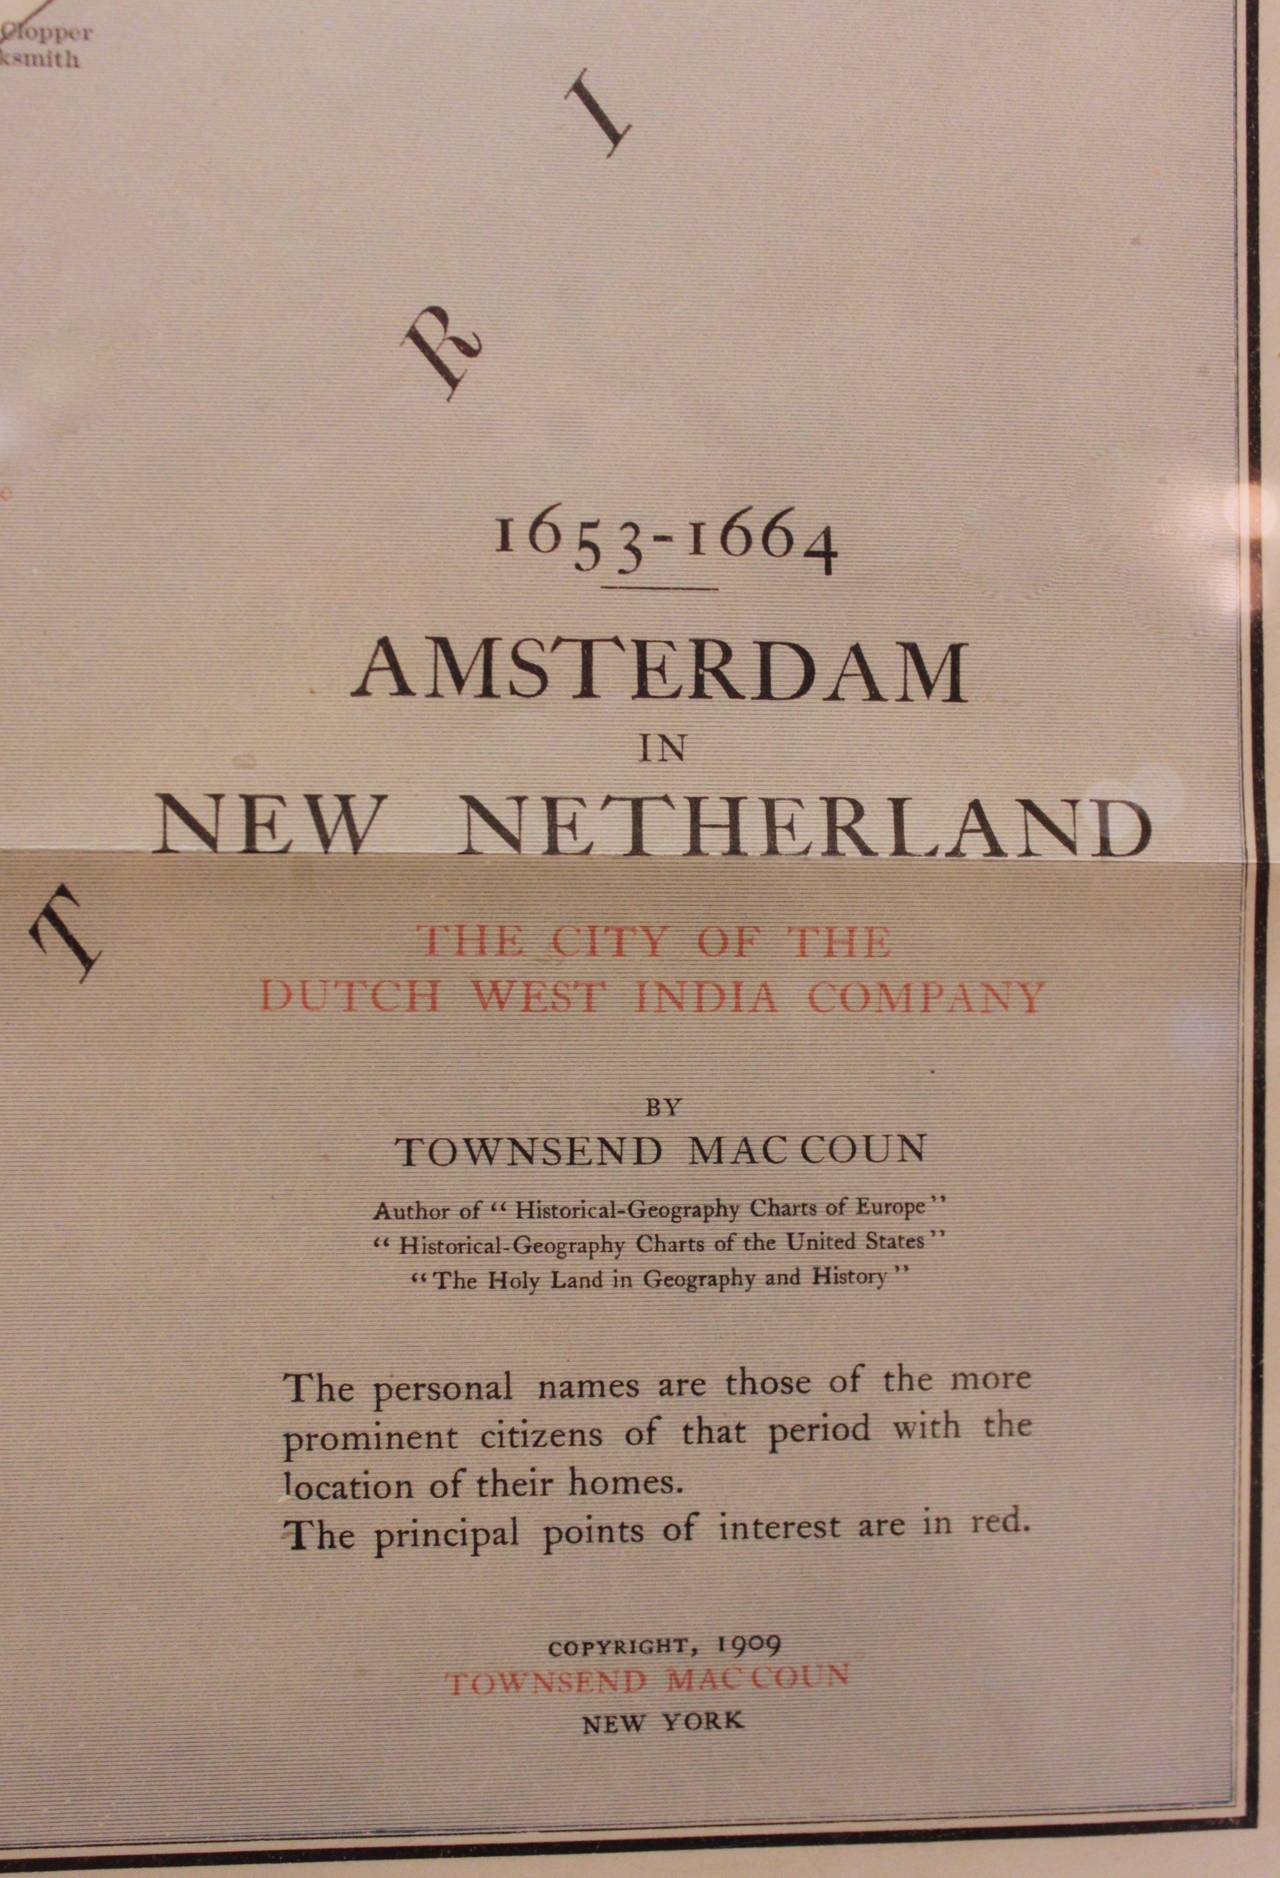 Clopper
ksmith
I
R
1653-1664
AMSTERDAM
IN
NEW NETHERLAND
T
THE CITY OF THE
DUTCH WEST INDIA COMPANY
BY
TOWNSEND MAC COUN
Author of “ Historical-Geography Charts of Europe”
“ Historical-Geography Charts of the United States”
“The Holy Land in Geography and History”
The personal names are those of the more
prominent citizens of that period with the
location of their homes.
The principal points of interest are in red.
COPYRIGHT, 1909
TOWNSEND MAC COUN
NEW YORK